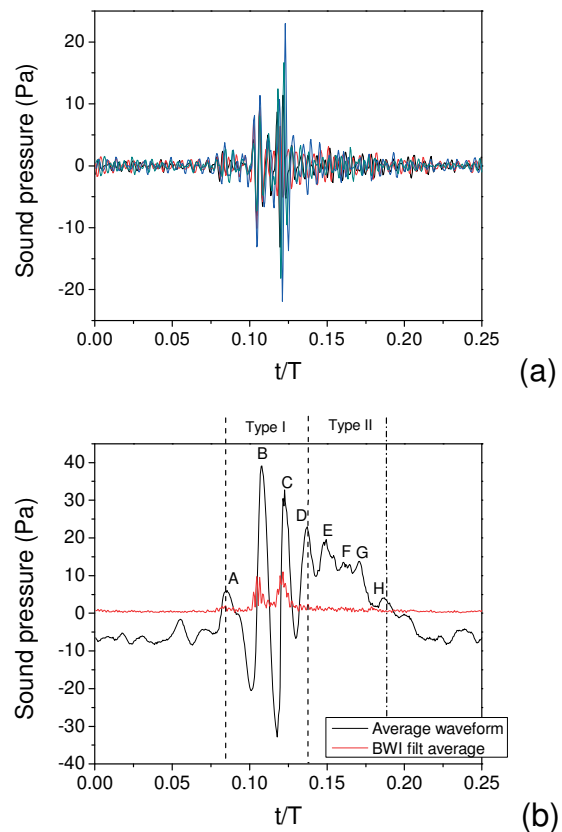 Sound pressure (Pa)
20
10
0
-10
-20
0.00 0.05 0.10 0.15 0.20 0.25
t/T
(a)
Type I Type II
Sound pressure (Pa)
40
30
20
10
0
-10
-20
-30
-40
A
B
C
D
E
F
G
H
Average waveform
BWI filt average
0.00 0.05 0.10 0.15 0.20 0.25
t/T
(b)